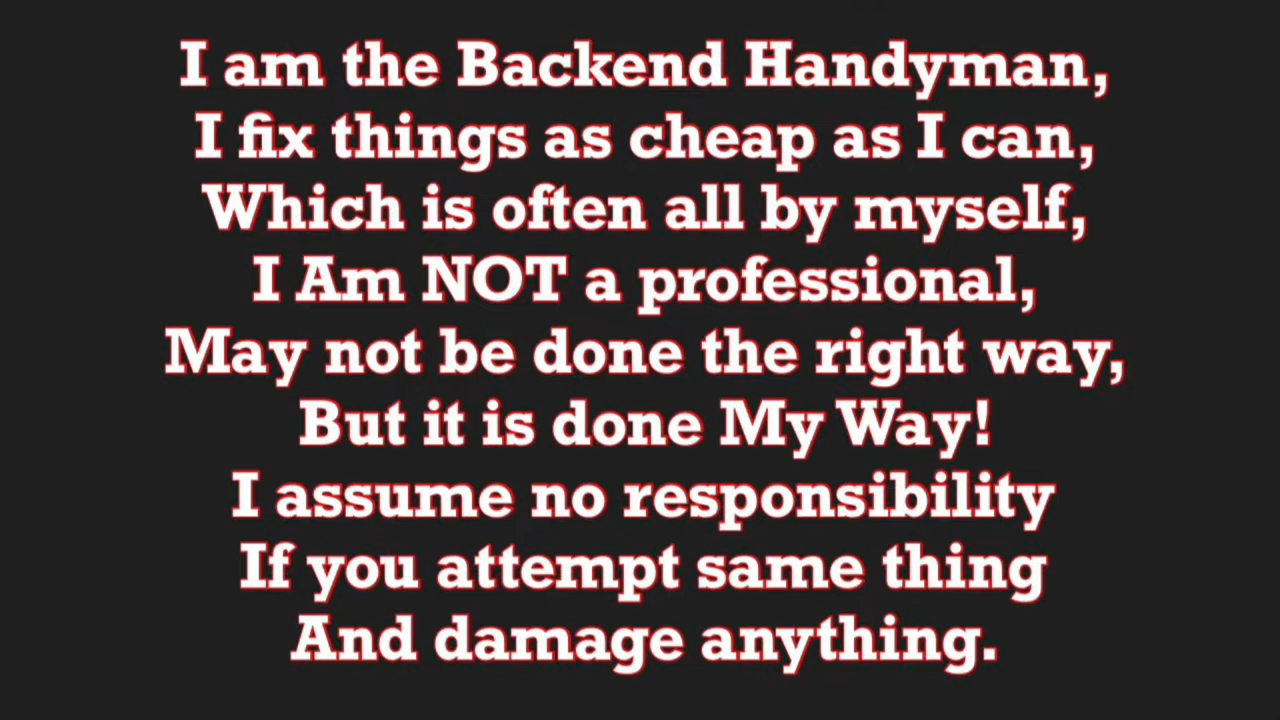 I am the Backend Handyman,
I fix things as cheap as I can,
Which is often all by myself,
I Am NOT a professional,
May not be done the right way,
But it is done My Way!
I assume no responsibility
If you attempt same thing
And damage anything.